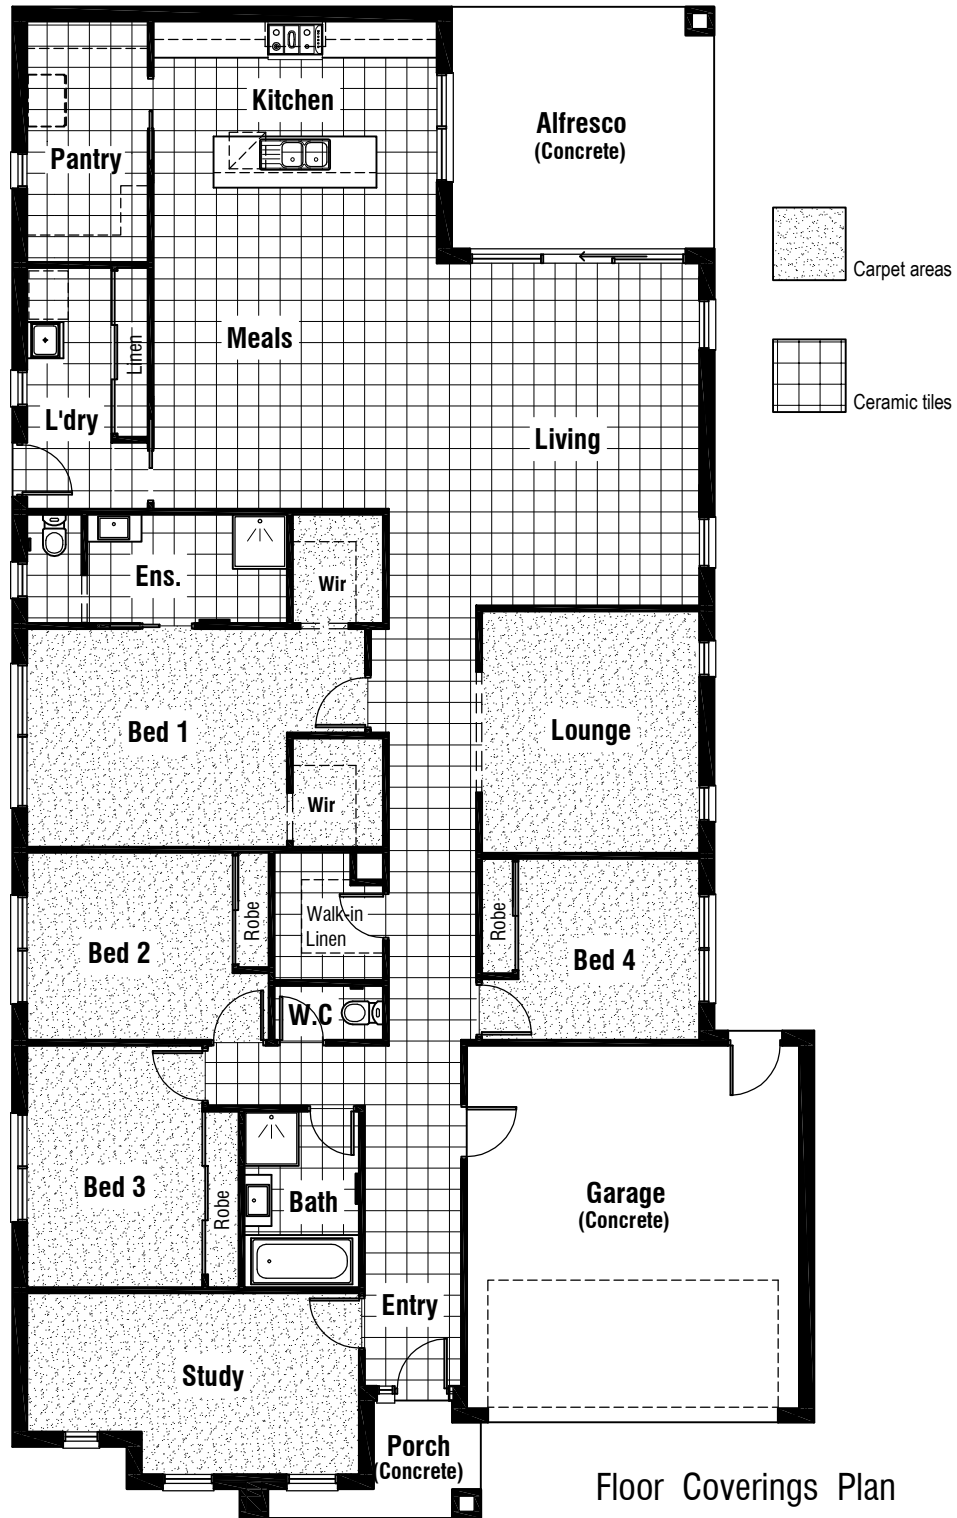 Kitchen
Alfresco
(Concrete)
Pantry
Carpet areas
Meals
Linen
Ceramic tiles
L'dry
Living
Ens.
Wir
Bed 1
Lounge
Wir
Robe
Walk-in
Linen
Robe
Bed 2
Bed 4
W.C
Bed 3
Robe
Bath
Garage
(Concrete)
Entry
Study
Porch
(Concrete)
Floor Coverings Plan